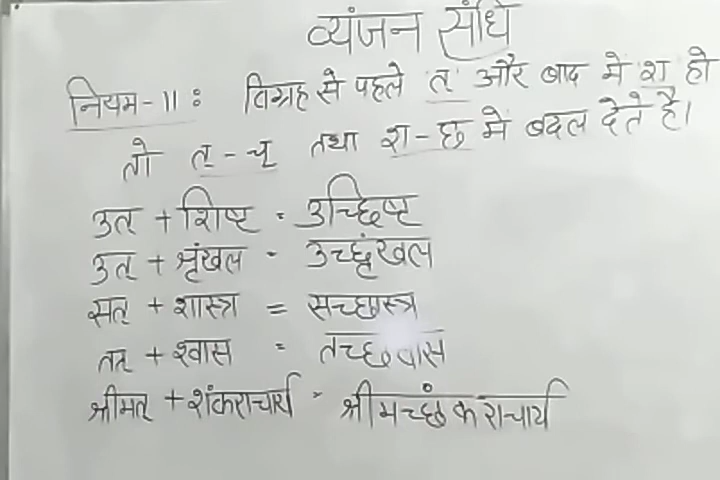 व्यंजन संधि
नियम-11: विग्रह से पहले त् और बाद में श हो
तो त् - च् तथा श - छ में बदल देते है।
उत् + शिष्ट = उच्छिष्ट
उत् + श्रृंखल = उच्छृंखल
सत् + शास्त्र = सच्छास्त्र
तत् + श्वास = तच्छवास
श्रीमत् + शंकराचार्य = श्रीमच्छंकराचार्य